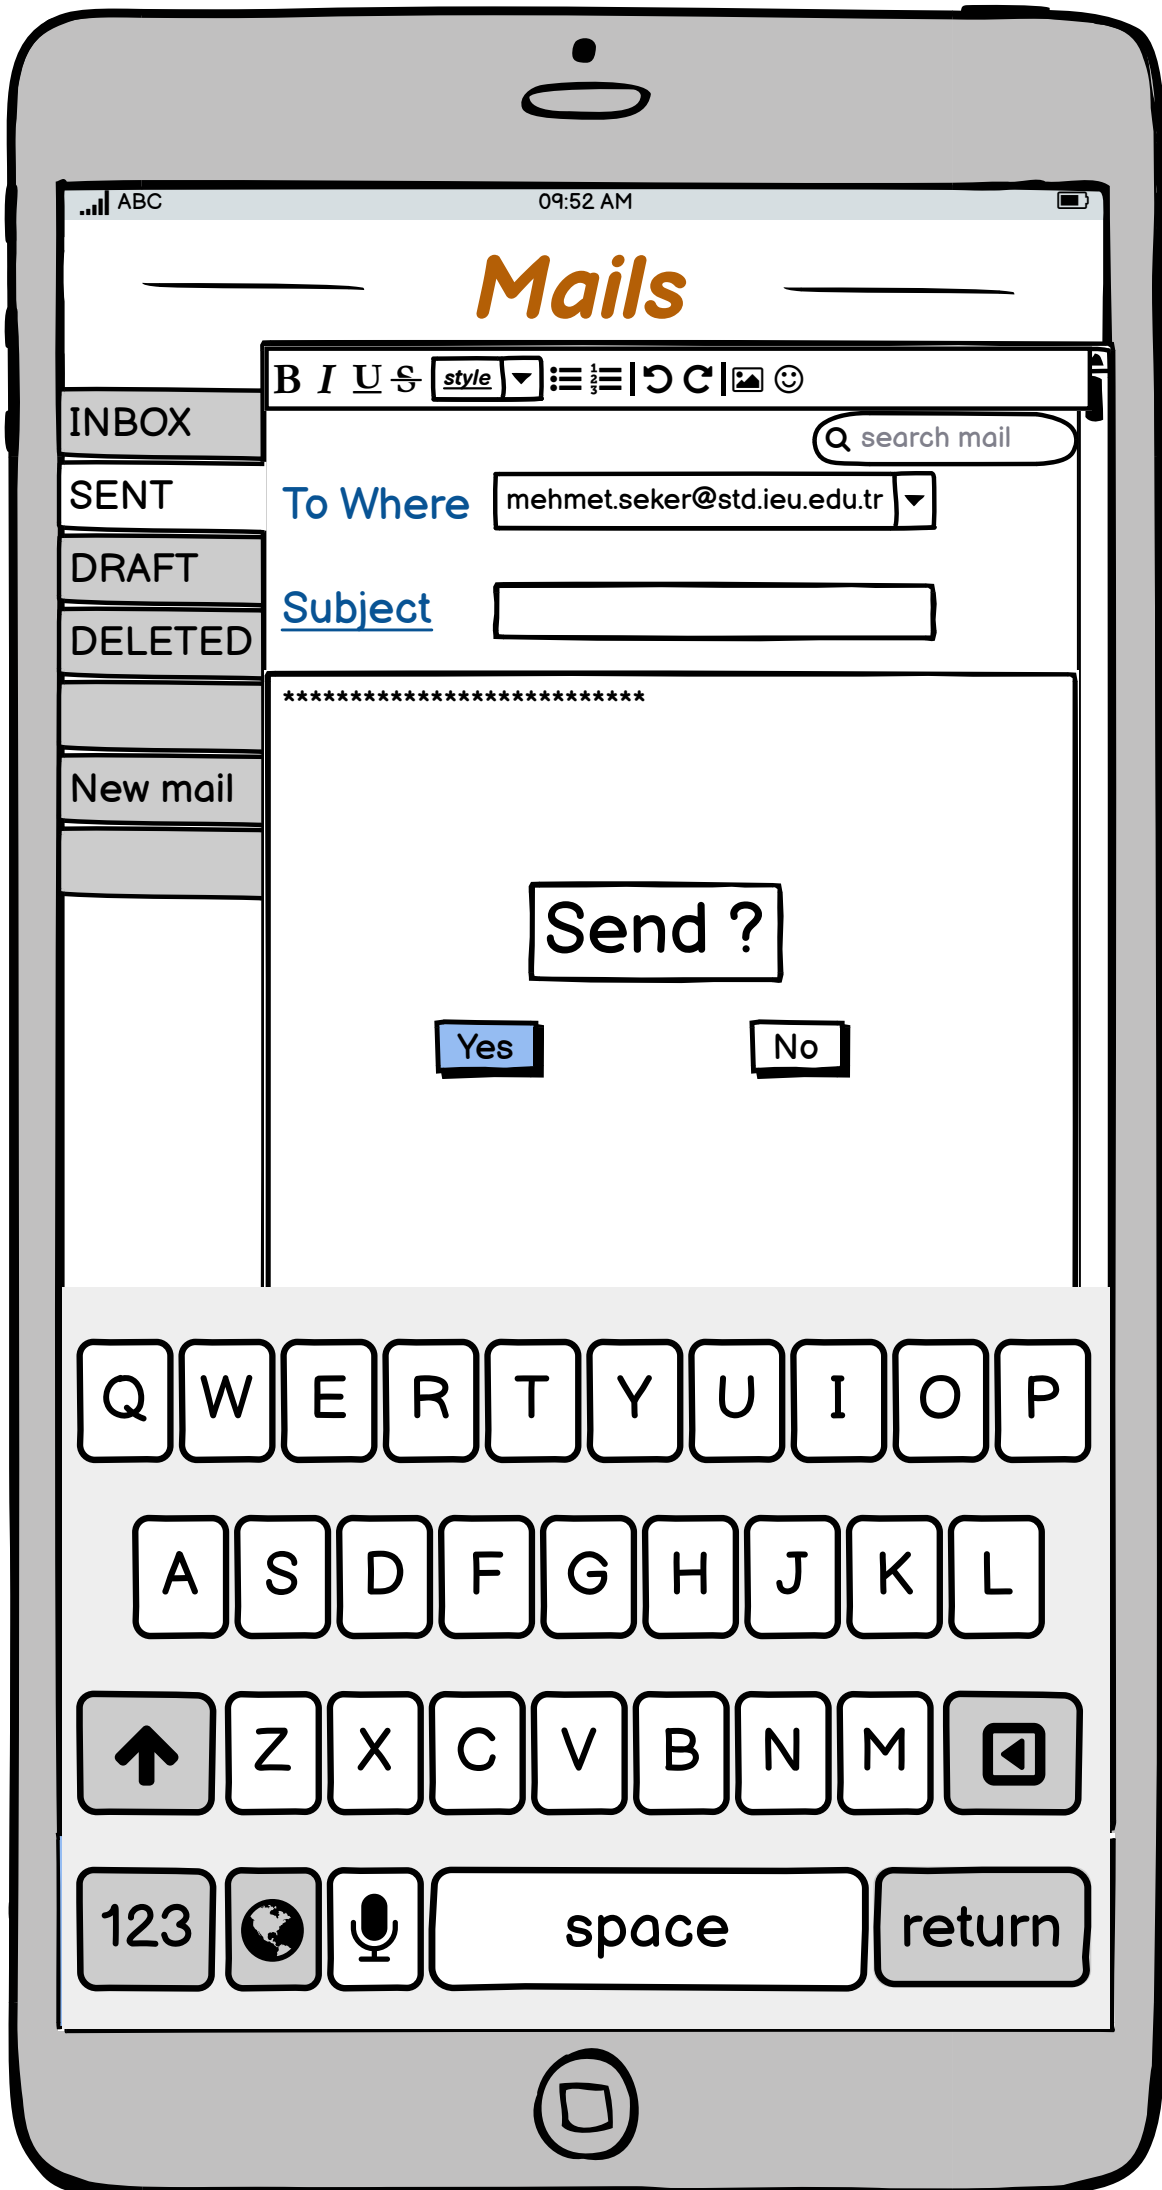 ABC 09:52 AM
Mails
B I U S style
search mail
INBOX
SENT
DRAFT
DELETED
New mail
To Where mehmet.seker@std.ieu.edu.tr
Subject
***************************
Send ?
Yes No
Q W E R T Y U I O P
A S D F G H J K L
Z X C V B N M
123 space return